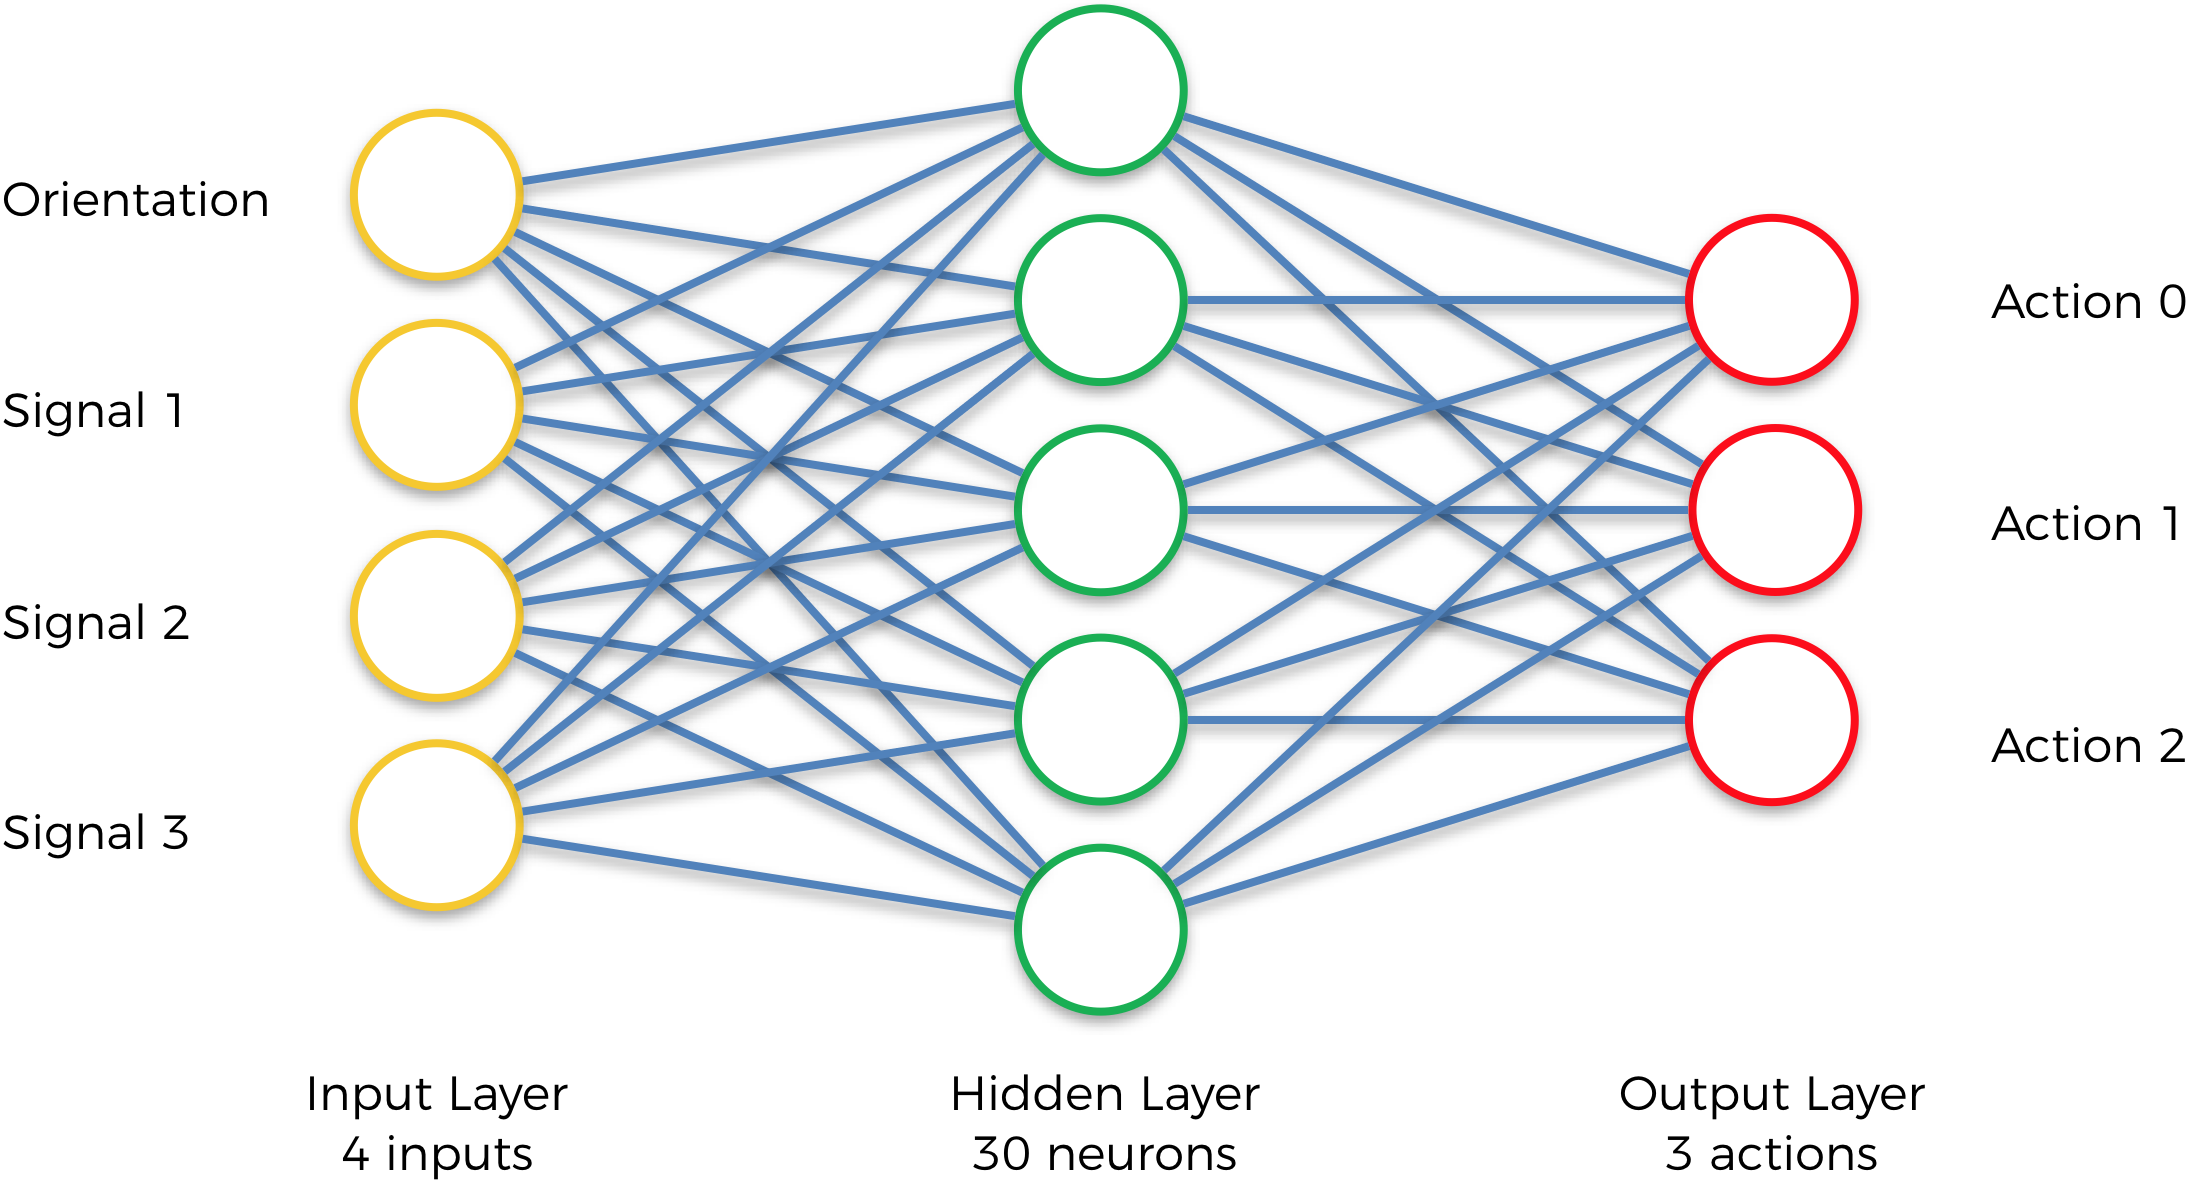 Orientation
Signal 1
Signal 2
Signal 3
Action 0
Action 1
Action 2
Input Layer
4 inputs
Hidden Layer
30 neurons
Output Layer
3 actions